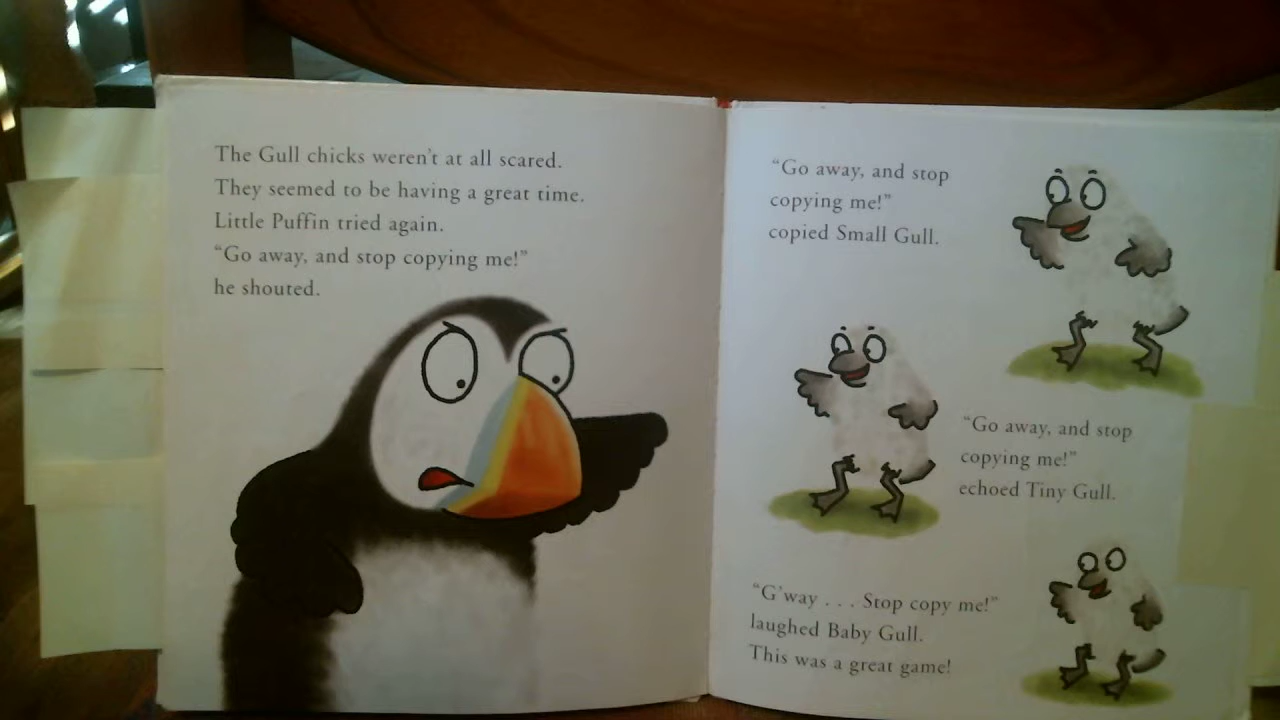 The Gull chicks weren't at all scared.
They seemed to be having a great time.
Little Puffin tried again.
“Go away, and stop copying me!”
he shouted.
“Go away, and stop
copying me!”
copied Small Gull.
“Go away, and stop
copying me!”
echoed Tiny Gull.
“G'way . . . Stop copy me!”
laughed Baby Gull.
This was a great game!